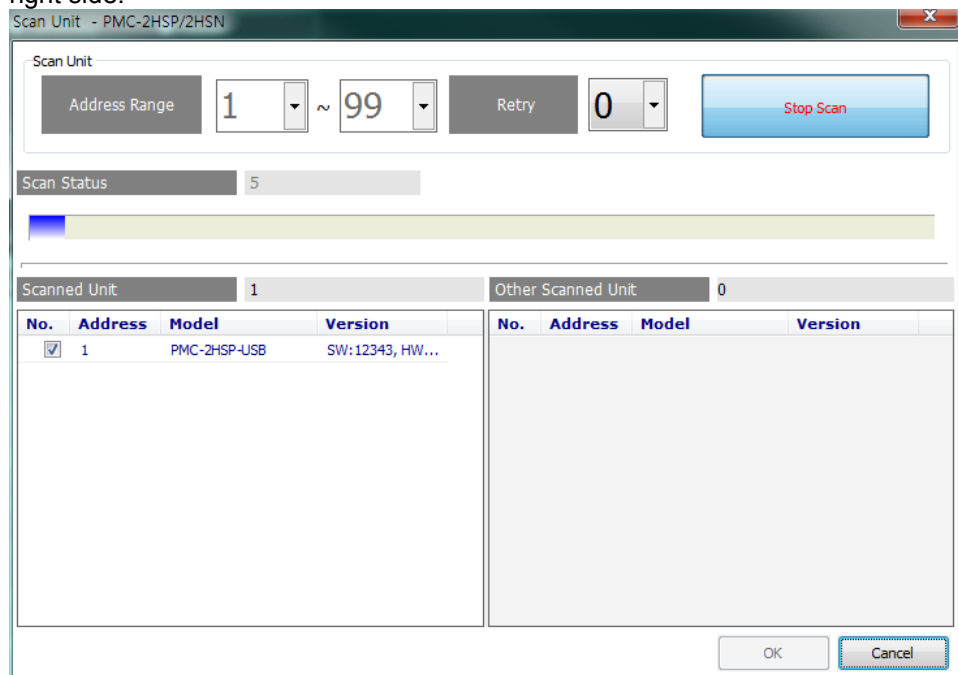 right side.
Scan Unit - PMC-2HSP/2HSN
x
Scan Unit
Address Range 1 ~ 99 Retry 0 Stop Scan
Scan Status 5
Scanned Unit 1 Other Scanned Unit 0
No. Address Model Version No. Address Model Version
1 PMC-2HSP-USB SW:12343, HW...
OK Cancel